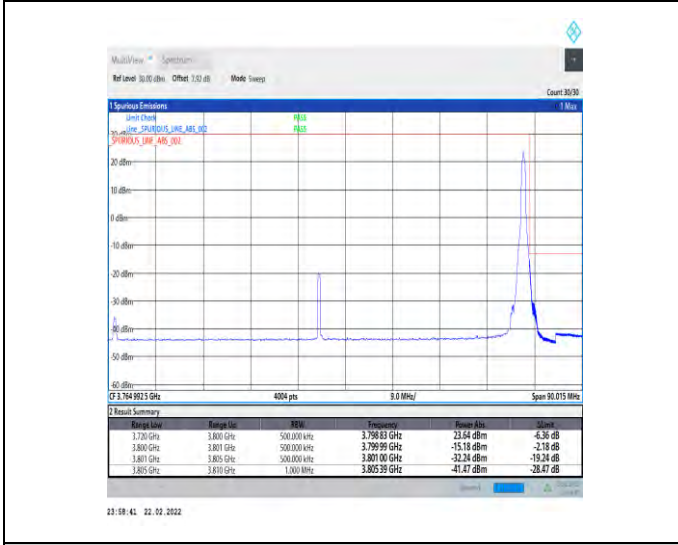 MultiView Spectrum
Ref Level 30.00 dBm Offset 7.92 dB Mode Sweep
Count 30/30
1 Spurious Emissions 1 Max
Limit Check PASS
Line _SPURIOUS_LINE_ABS_002 PASS
_SPURIOUS_LINE_ABS_002
20 dBm
10 dBm
0 dBm
-10 dBm
-20 dBm
-30 dBm
-40 dBm
-50 dBm
-60 dBm
CF 3.764 992 5 GHz 4004 pts 9.0 MHz/ Span 90.015 MHz
2 Result Summary
Range Low Range Up RBW Frequency Power Abs ΔLimit
3.720 GHz 3.800 GHz 500.000 kHz 3.798 83 GHz 23.64 dBm -6.36 dB
3.800 GHz 3.801 GHz 500.000 kHz 3.799 99 GHz -15.18 dBm -2.18 dB
3.801 GHz 3.805 GHz 500.000 kHz 3.801 00 GHz -32.24 dBm -19.24 dB
3.805 GHz 3.810 GHz 1.000 MHz 3.805 39 GHz -41.47 dBm -28.47 dB
23:58:41 22.02.2022